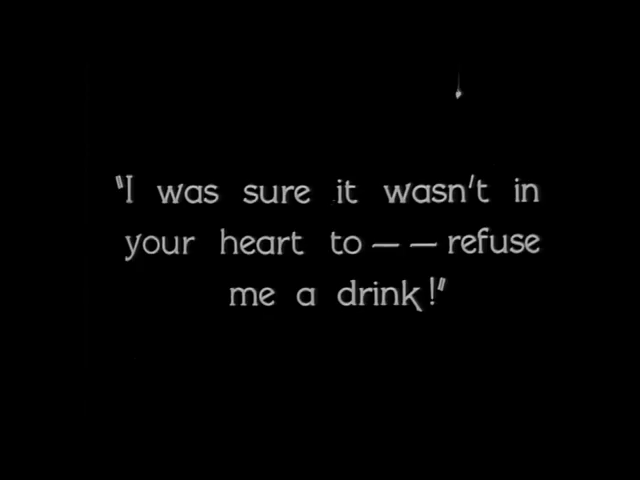 "I was sure it wasn't in
your heart to — — refuse
me a drink!"